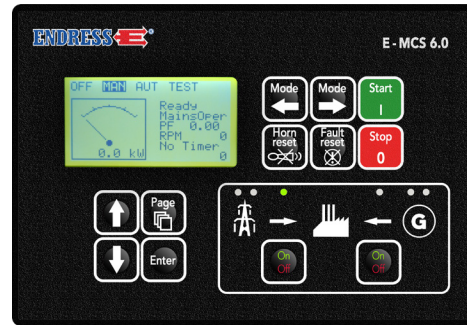 ENDRESS
E-MCS 6.0
OFF MAN AUT TEST
Ready
MainsOper
PF 0.00
RPM 0
No Timer
0
0.0 kW
Mode
Mode
Start
I
Horn
reset
Fault
reset
Stop
0
Page
Enter
G
On
Off
On
Off